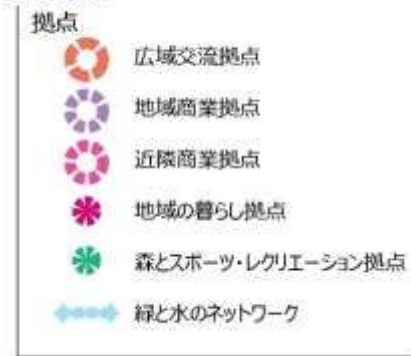 拠点
広域交流拠点
地域商業拠点
近隣商業拠点
地域の暮らし拠点
森とスポーツ・レクリエーション拠点
緑と水のネットワーク